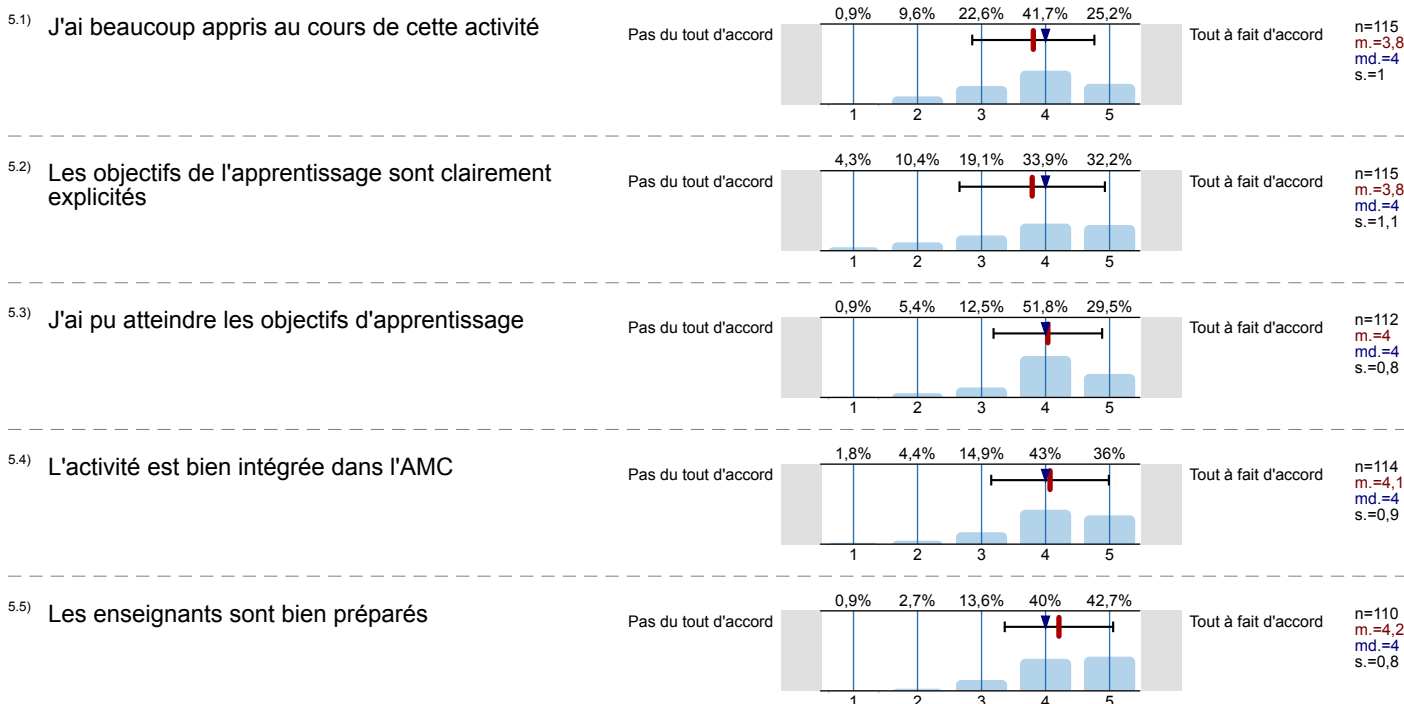 5.1) J'ai beaucoup appris au cours de cette activité
Pas du tout d'accord
0,9% 9,6% 22,6% 41,7% 25,2%
1 2 3 4 5
Tout à fait d'accord
n=115
m.=3,8
md.=4
s.=1
5.2) Les objectifs de l'apprentissage sont clairement
explicités
Pas du tout d'accord
4,3% 10,4% 19,1% 33,9% 32,2%
1 2 3 4 5
Tout à fait d'accord
n=115
m.=3,8
md.=4
s.=1,1
5.3) J'ai pu atteindre les objectifs d'apprentissage
Pas du tout d'accord
0,9% 5,4% 12,5% 51,8% 29,5%
1 2 3 4 5
Tout à fait d'accord
n=112
m.=4
md.=4
s.=0,8
5.4) L'activité est bien intégrée dans l'AMC
Pas du tout d'accord
1,8% 4,4% 14,9% 43% 36%
1 2 3 4 5
Tout à fait d'accord
n=114
m.=4,1
md.=4
s.=0,9
5.5) Les enseignants sont bien préparés
Pas du tout d'accord
0,9% 2,7% 13,6% 40% 42,7%
1 2 3 4 5
Tout à fait d'accord
n=110
m.=4,2
md.=4
s.=0,8